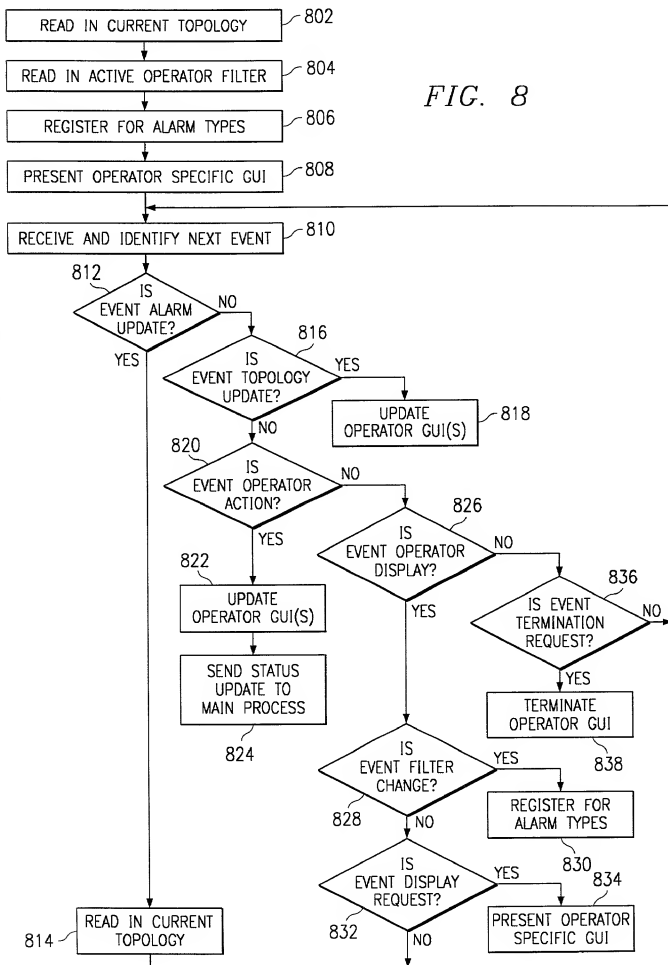 READ IN CURRENT TOPOLOGY
802
READ IN ACTIVE OPERATOR FILTER
804
FIG. 8
REGISTER FOR ALARM TYPES
806
PRESENT OPERATOR SPECIFIC GUI
808
RECEIVE AND IDENTIFY NEXT EVENT
810
812
IS
EVENT ALARM
UPDATE?
NO
YES
816
IS
EVENT TOPOLOGY
UPDATE?
YES
NO
UPDATE
OPERATOR GUI(S)
818
820
IS
EVENT OPERATOR
ACTION?
NO
YES
826
IS
EVENT OPERATOR
DISPLAY?
NO
YES
822
UPDATE
OPERATOR GUI(S)
SEND STATUS
UPDATE TO
MAIN PROCESS
824
836
IS EVENT
TERMINATION
REQUEST?
NO
YES
TERMINATE
OPERATOR GUI
838
IS
EVENT FILTER
CHANGE?
YES
828
NO
REGISTER FOR
ALARM TYPES
830
IS
EVENT DISPLAY
REQUEST?
YES
832
NO
834
PRESENT OPERATOR
SPECIFIC GUI
READ IN CURRENT
TOPOLOGY
814